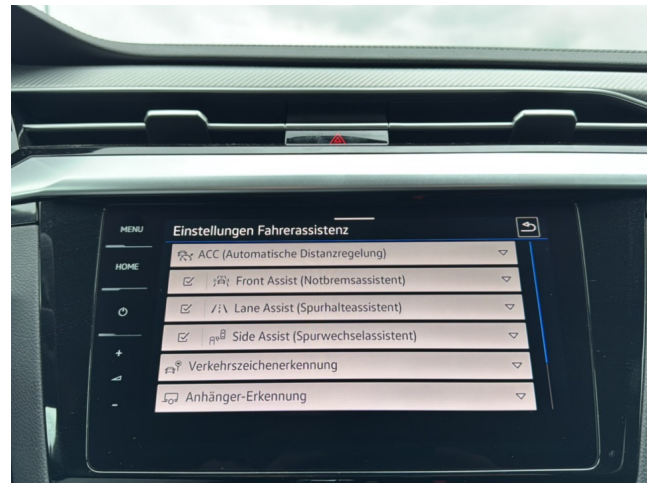 MENU
Einstellungen Fahrerassistenz
HOME
ACC (Automatische Distanzregelung)
Front Assist (Notbremsassistent)
Lane Assist (Spurhalteassistent)
Side Assist (Spurwechselassistent)
Verkehrszeichenerkennung
Anhänger-Erkennung
+
-